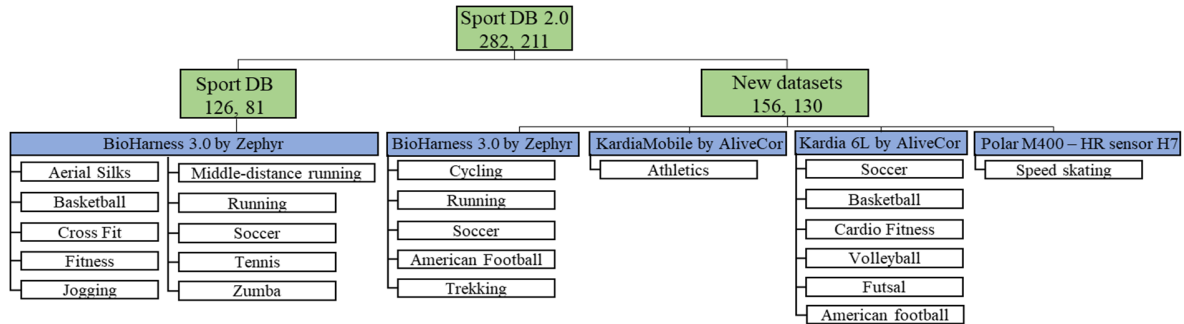 Sport DB 2.0
282, 211
Sport DB
126, 81
New datasets
156, 130
BioHarness 3.0 by Zephyr
Aerial Silks
Basketball
Cross Fit
Fitness
Jogging
Middle-distance running
Running
Soccer
Tennis
Zumba
BioHarness 3.0 by Zephyr
Cycling
Running
Soccer
American Football
Trekking
KardiaMobile by AliveCor
Athletics
Kardia 6L by AliveCor
Soccer
Basketball
Cardio Fitness
Volleyball
Futsal
American football
Polar M400 – HR sensor H7
Speed skating